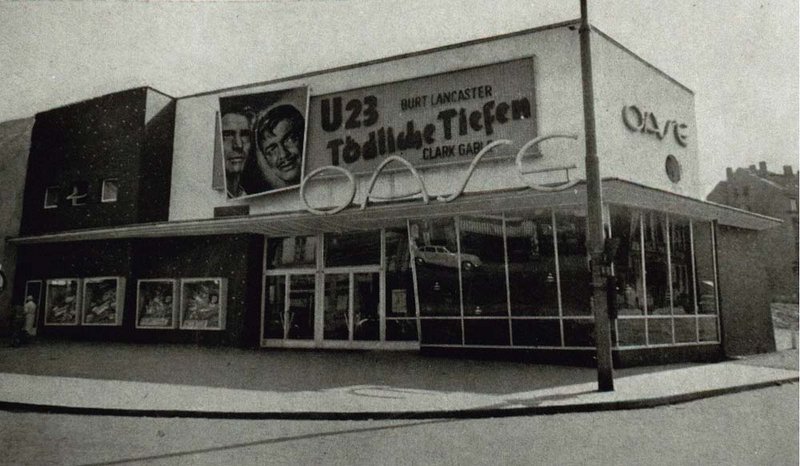 U23
BURT LANCASTER
Tödliche Tiefen
CLARK GABLE
OASE
OASE